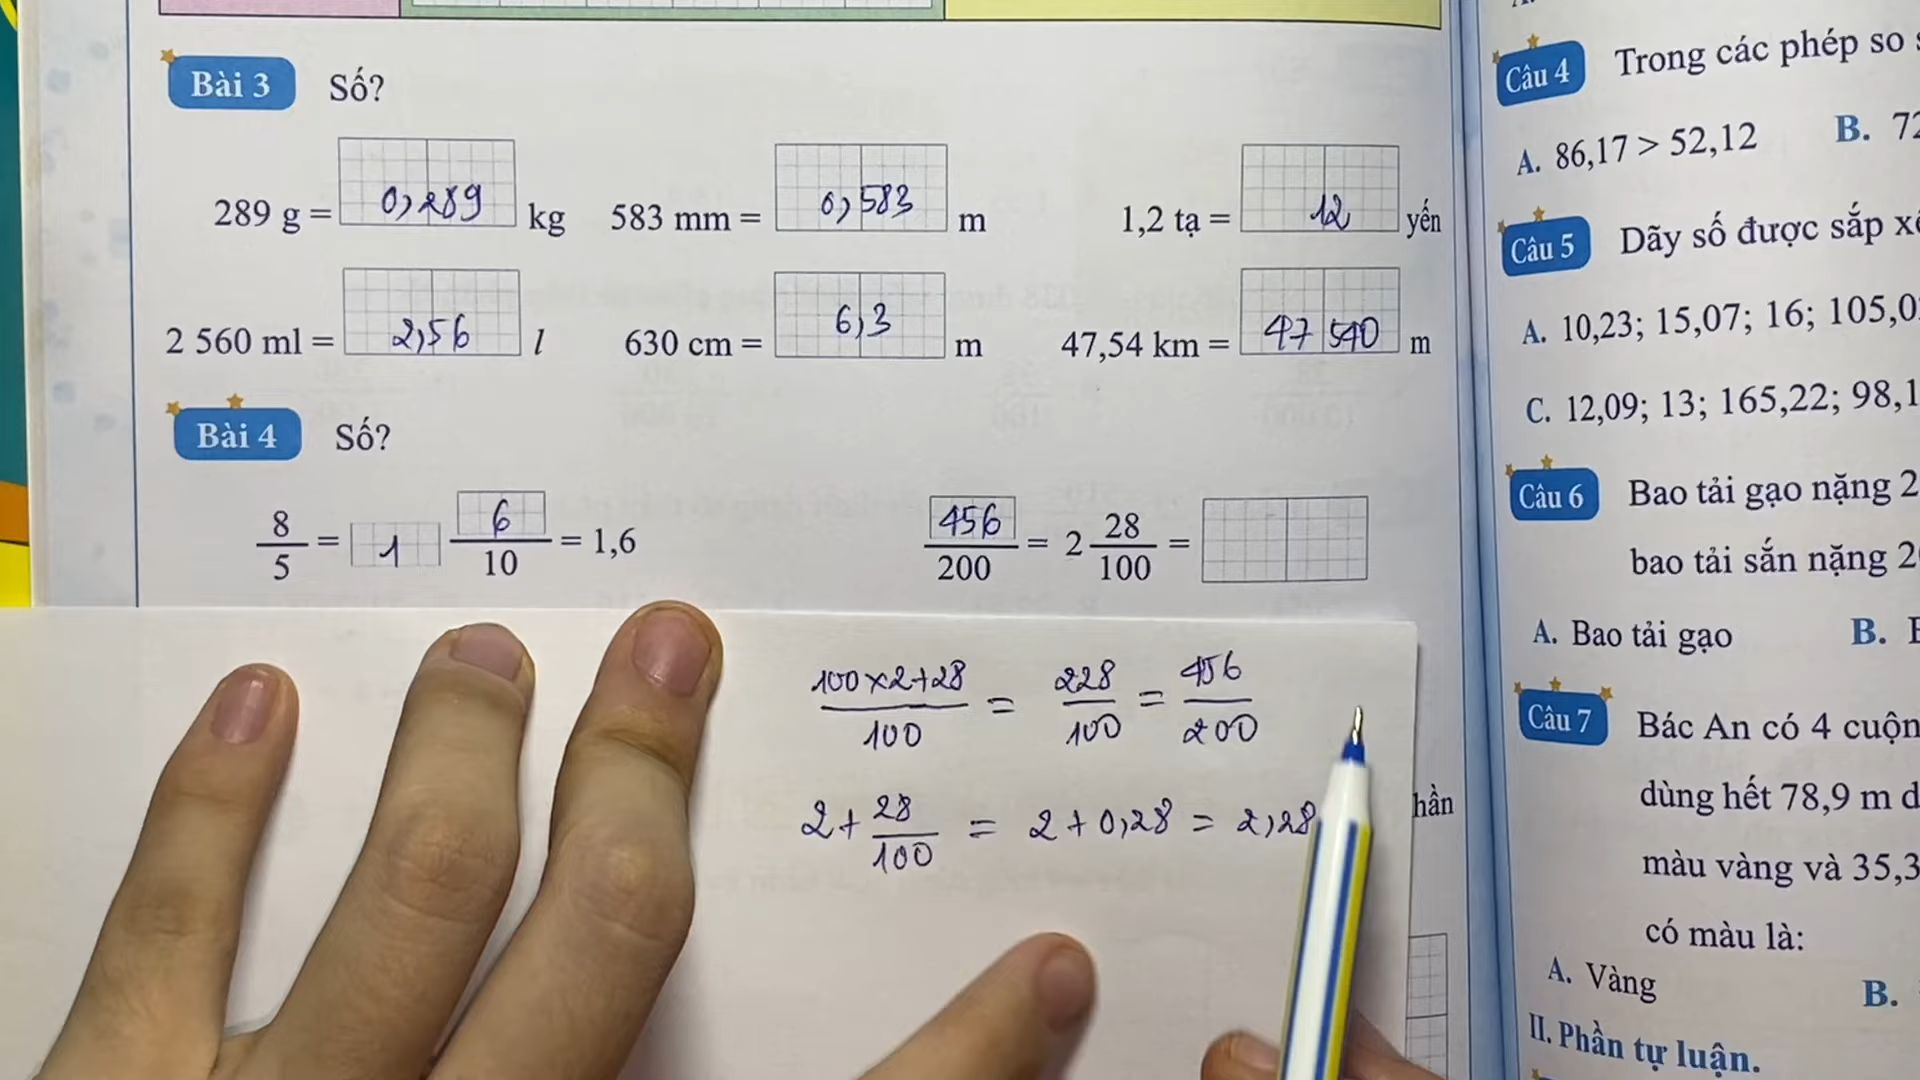 Bài 3 Số?
289 g = 0,289 kg 583 mm = 0,583 m 1,2 tạ = 12 yến
2 560 ml = 2,56 l 630 cm = 6,3 m 47,54 km = 47 540 m
Bài 4 Số?
8/5 = 1 6/10 = 1,6 456/200 = 2 28/100 =
100x2+28/100 = 228/100 = 456/200
2 + 28/100 = 2 + 0,28 = 2,28
hần
Câu 4 Trong các phép so
A. 86,17 > 52,12 B. 72
Câu 5 Dãy số được sắp
A. 10,23; 15,07; 16; 105,0
C. 12,09; 13; 165,22; 98,1
Câu 6 Bao tải gạo nặng 2
bao tải sắn nặng 2
A. Bao tải gạo B.
Câu 7 Bác An có 4 cuộn
dùng hết 78,9 m
màu vàng và 35,3
có màu là:
A. Vàng B.
II. Phần tự luận.